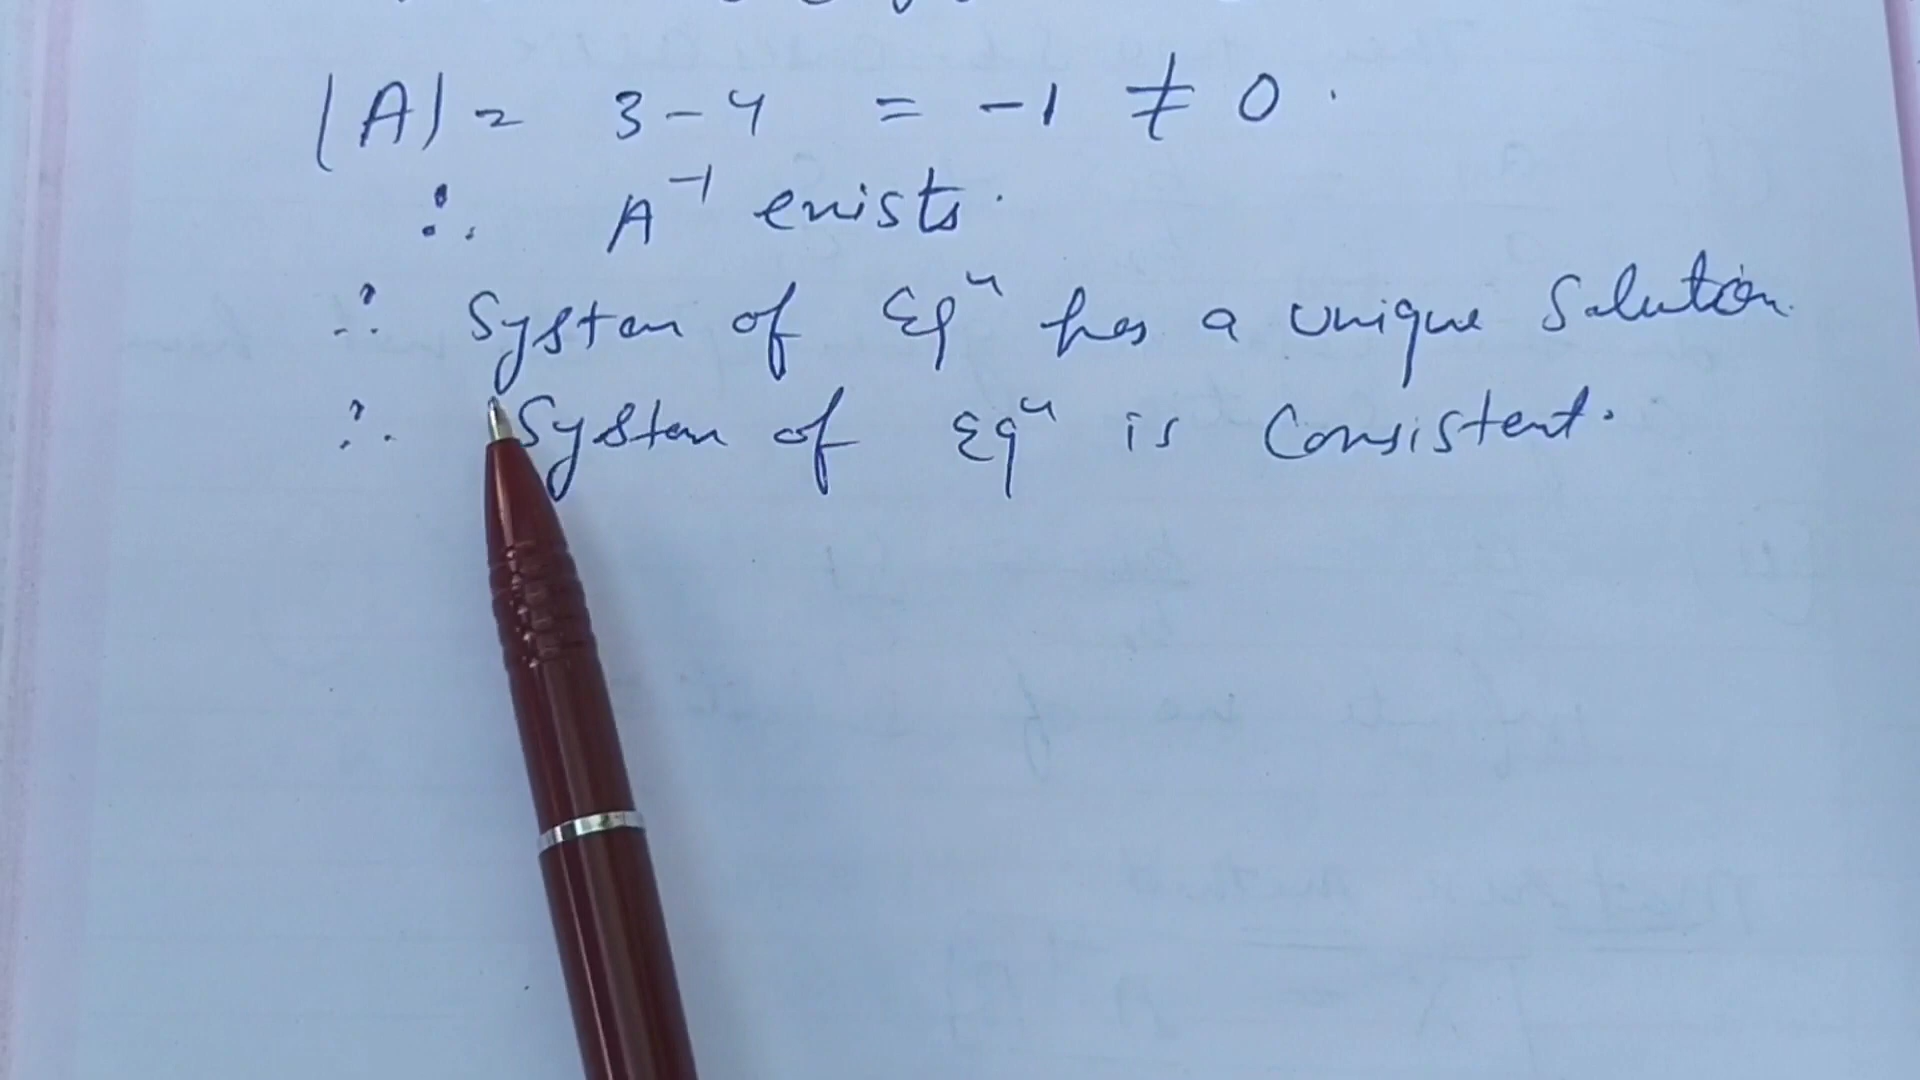 |A| = 3 - 4 = -1 ≠ 0.
∴ A⁻¹ exists.
∴ System of Eqⁿ has a unique Solution.
∴ System of Eqⁿ is Consistent.